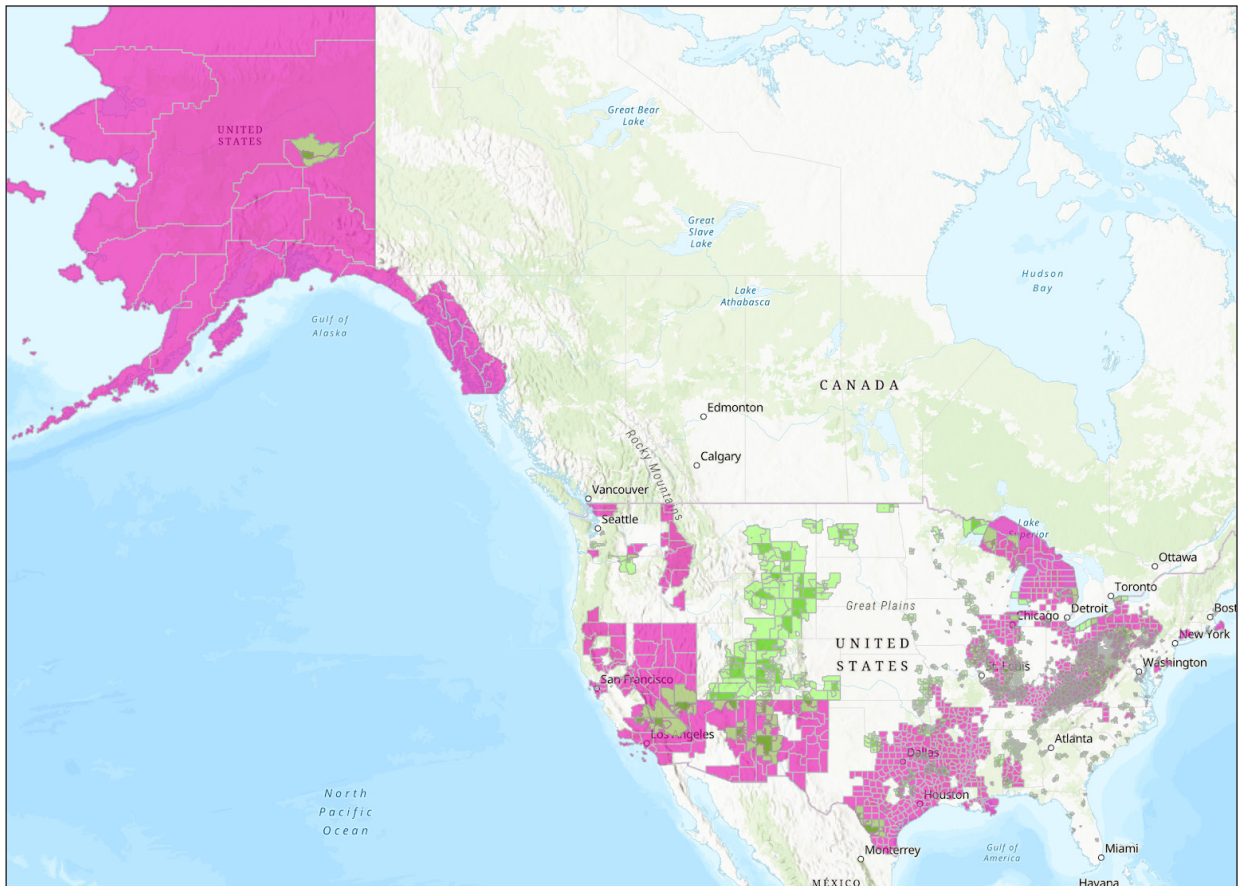 Great Bear
Lake
UNITED
STATES
Great
Slave
Lake
Hudson
Bay
Lake
Athabasca
Gulf of
Alaska
CANADA
Edmonton
Rocky Mountains
Calgary
Vancouver
Seattle
Lake
Superior
Ottawa
Toronto
Great Plains
Chicago
Detroit
Bost
New York
UNITED
STATES
St. Louis
Washington
San Francisco
Los Angeles
Atlanta
Dallas
Houston
North
Pacific
Ocean
Monterrey
Gulf of
America
Miami
MÉXICO
Havana